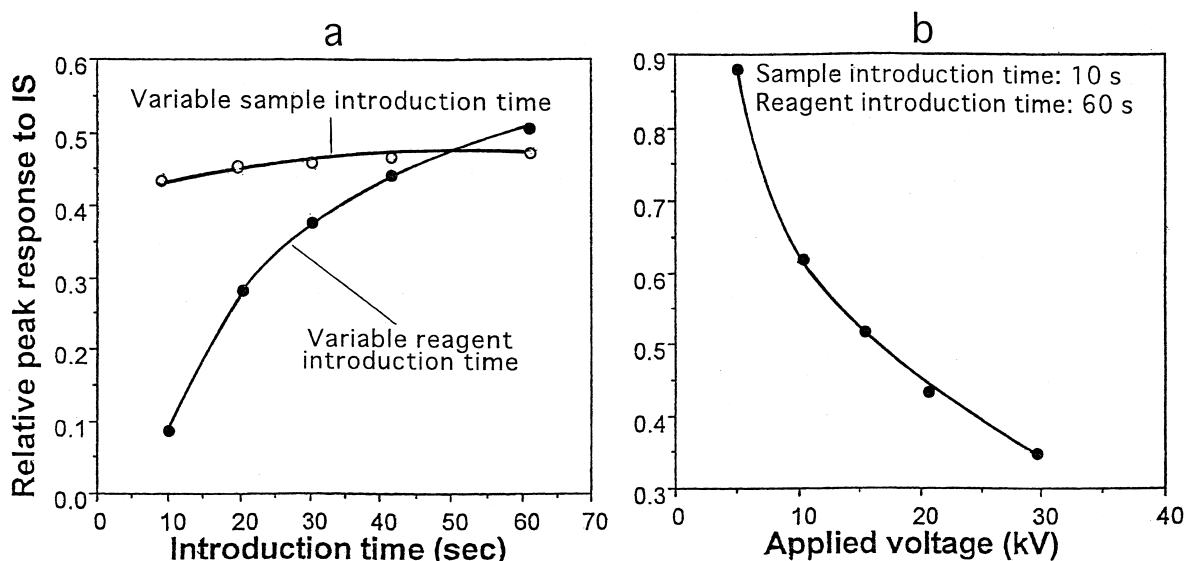 a
Relative peak response to IS
0.6
0.5
0.4
0.3
0.2
0.1
0.0
Variable sample introduction time
Variable reagent
introduction time
0 10 20 30 40 50 60 70
Introduction time (sec)
b
0.9
0.8
0.7
0.6
0.5
0.4
0.3
Sample introduction time: 10 s
Reagent introduction time: 60 s
0 10 20 30 40
Applied voltage (kV)